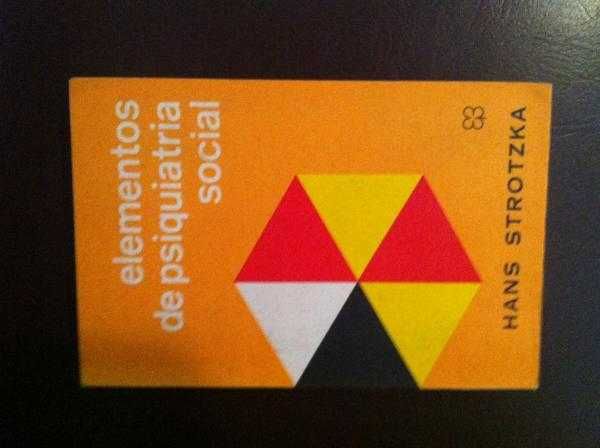 elementos
de psiquiatria
social
HANS STROTZKA